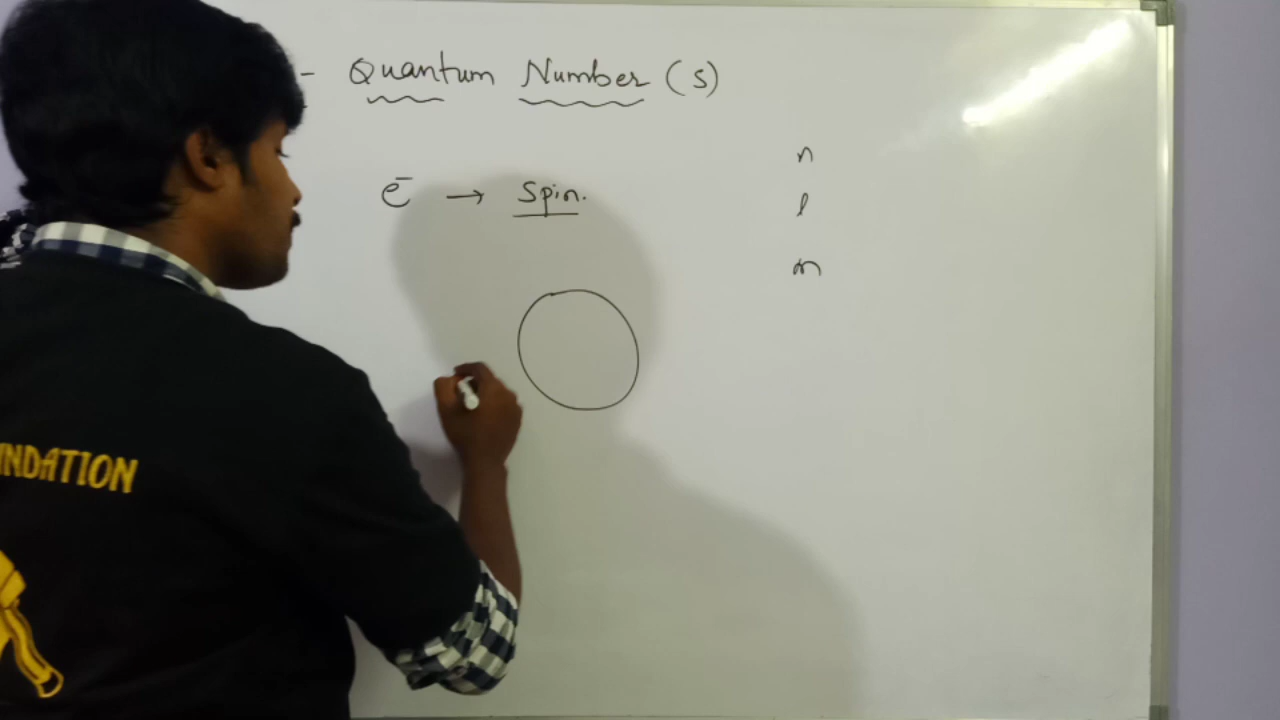 - Quantum Number (s)
e⁻ → Spin.
n
l
m
NDATION